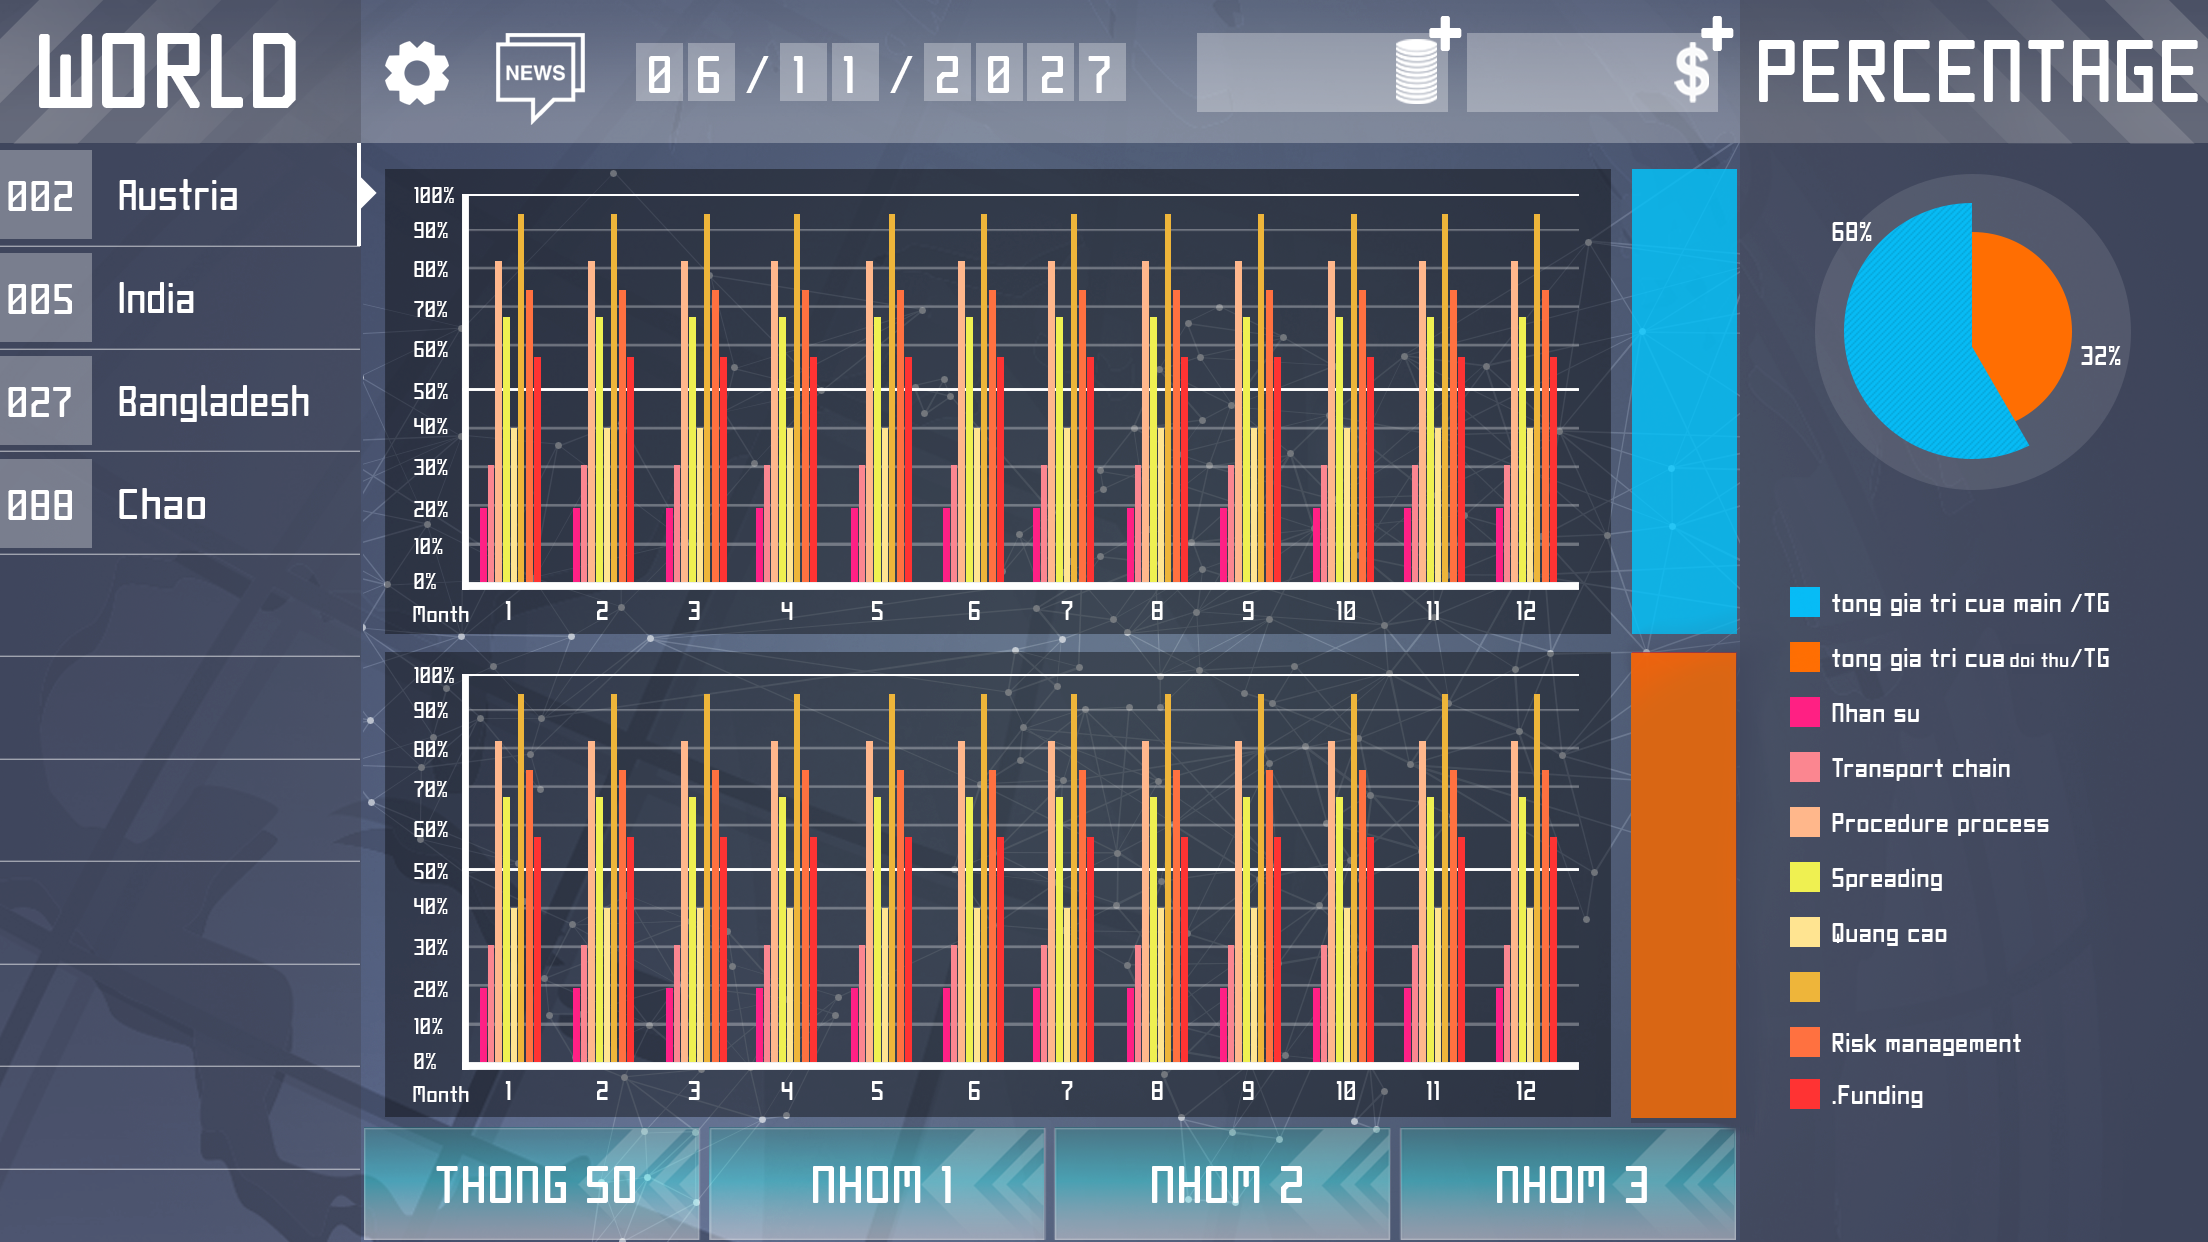 WORLD
NEWS
06/11/2027
$
PERCENTAGE
002 Austria
005 India
027 Bangladesh
088 Chao
100%
90%
80%
70%
60%
50%
40%
30%
20%
10%
0%
Month 1 2 3 4 5 6 7 8 9 10 11 12
100%
90%
80%
70%
60%
50%
40%
30%
20%
10%
0%
Month 1 2 3 4 5 6 7 8 9 10 11 12
68%
32%
tong gia tri cua main /TG
tong gia tri cua doi thu/TG
Nhan su
Transport chain
Procedure process
Spreading
Quang cao
Risk management
.Funding
THONG SO
NHOM 1
NHOM 2
NHOM 3